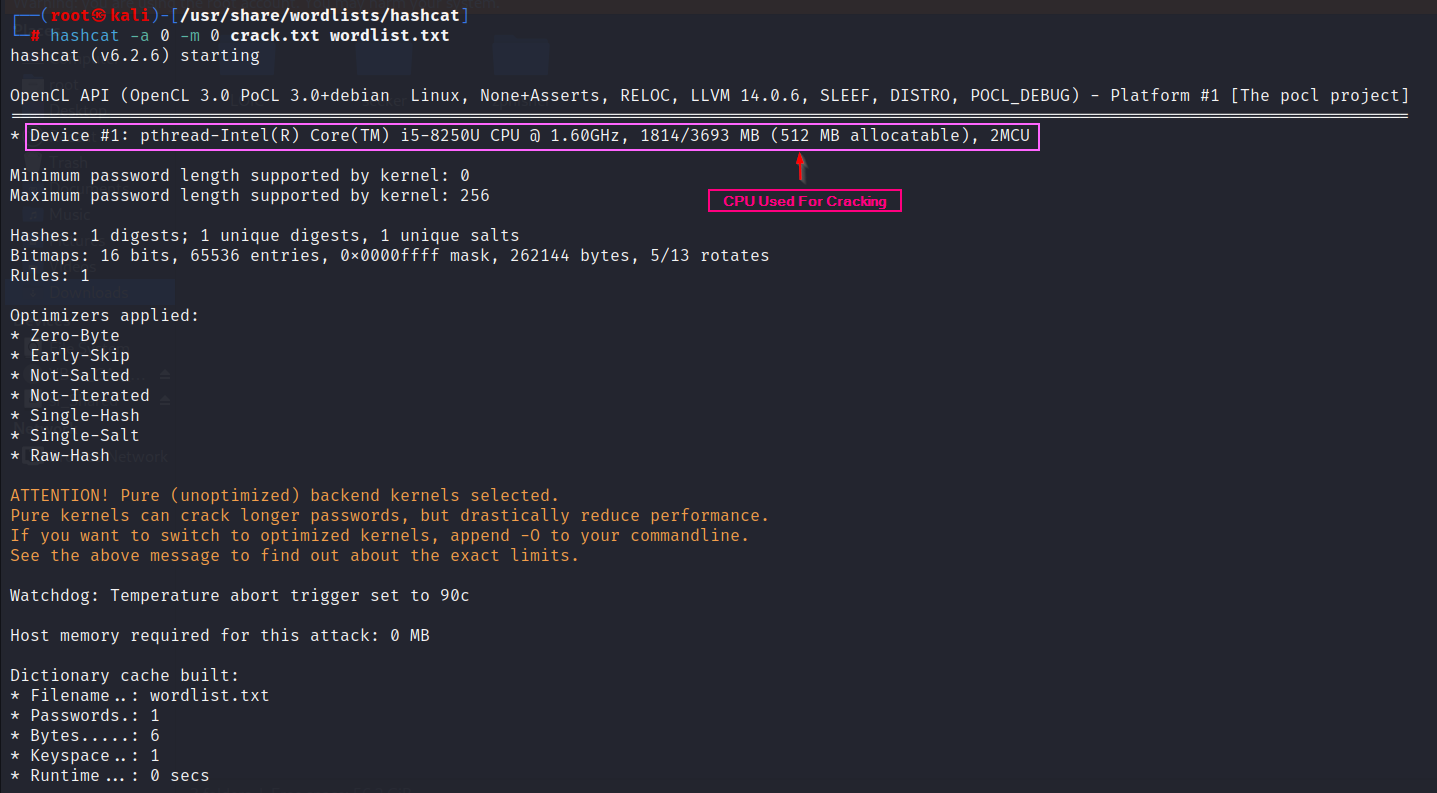 ┌──(root㉿kali)-[/usr/share/wordlists/hashcat]
└─# hashcat -a 0 -m 0 crack.txt wordlist.txt
hashcat (v6.2.6) starting
OpenCL API (OpenCL 3.0 PoCL 3.0+debian  Linux, None+Asserts, RELOC, LLVM 14.0.6, SLEEF, DISTRO, POCL_DEBUG) - Platform #1 [The pocl project]
* Device #1: pthread-Intel(R) Core(TM) i5-8250U CPU @ 1.60GHz, 1814/3693 MB (512 MB allocatable), 2MCU
Minimum password length supported by kernel: 0
Maximum password length supported by kernel: 256
CPU Used For Cracking
Hashes: 1 digests; 1 unique digests, 1 unique salts
Bitmaps: 16 bits, 65536 entries, 0x0000ffff mask, 262144 bytes, 5/13 rotates
Rules: 1
Optimizers applied:
* Zero-Byte
* Early-Skip
* Not-Salted
* Not-Iterated
* Single-Hash
* Single-Salt
* Raw-Hash
ATTENTION! Pure (unoptimized) backend kernels selected.
Pure kernels can crack longer passwords, but drastically reduce performance.
If you want to switch to optimized kernels, append -O to your commandline.
See the above message to find out about the exact limits.
Watchdog: Temperature abort trigger set to 90c
Host memory required for this attack: 0 MB
Dictionary cache built:
* Filename..: wordlist.txt
* Passwords.: 1
* Bytes.....: 6
* Keyspace..: 1
* Runtime...: 0 secs